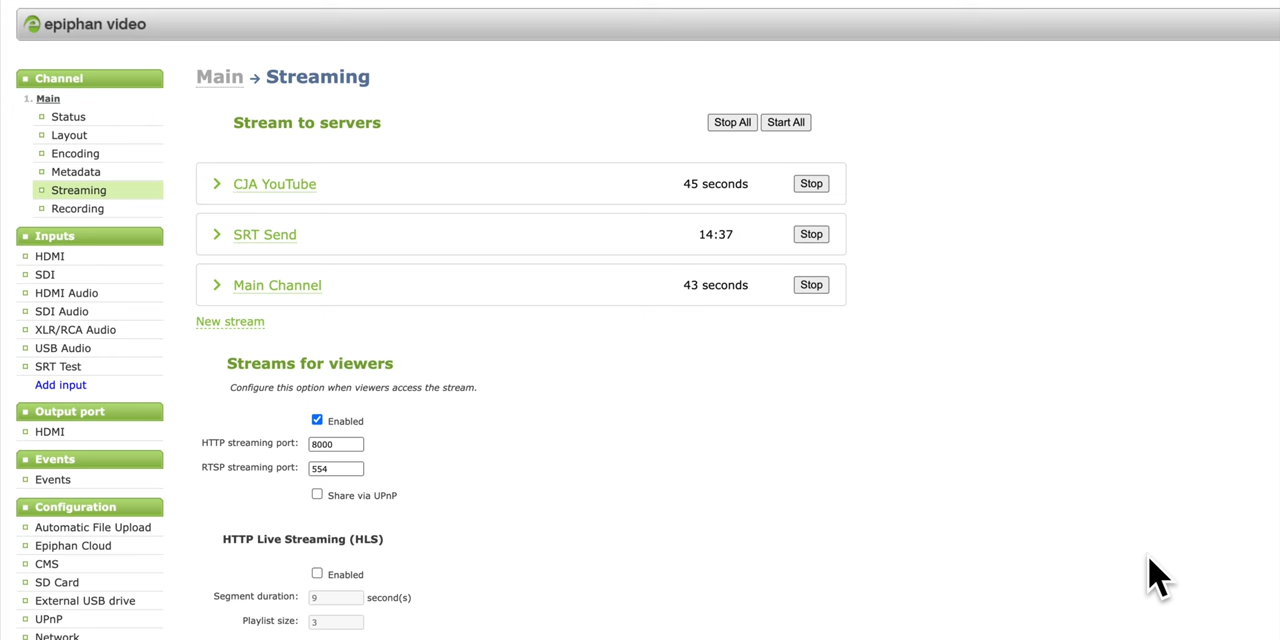 epiphan video
Channel
1. Main
Status
Layout
Encoding
Metadata
Streaming
Recording
Inputs
HDMI
SDI
HDMI Audio
SDI Audio
XLR/RCA Audio
USB Audio
SRT Test
Add input
Output port
HDMI
Events
Events
Configuration
Automatic File Upload
Epiphan Cloud
CMS
SD Card
External USB drive
UPnP
Network
Main → Streaming
Stream to servers
Stop All Start All
CJA YouTube 45 seconds Stop
SRT Send 14:37 Stop
Main Channel 43 seconds Stop
New stream
Streams for viewers
Configure this option when viewers access the stream.
Enabled
HTTP streaming port: 8000
RTSP streaming port: 554
Share via UPnP
HTTP Live Streaming (HLS)
Enabled
Segment duration: 9 second(s)
Playlist size: 3